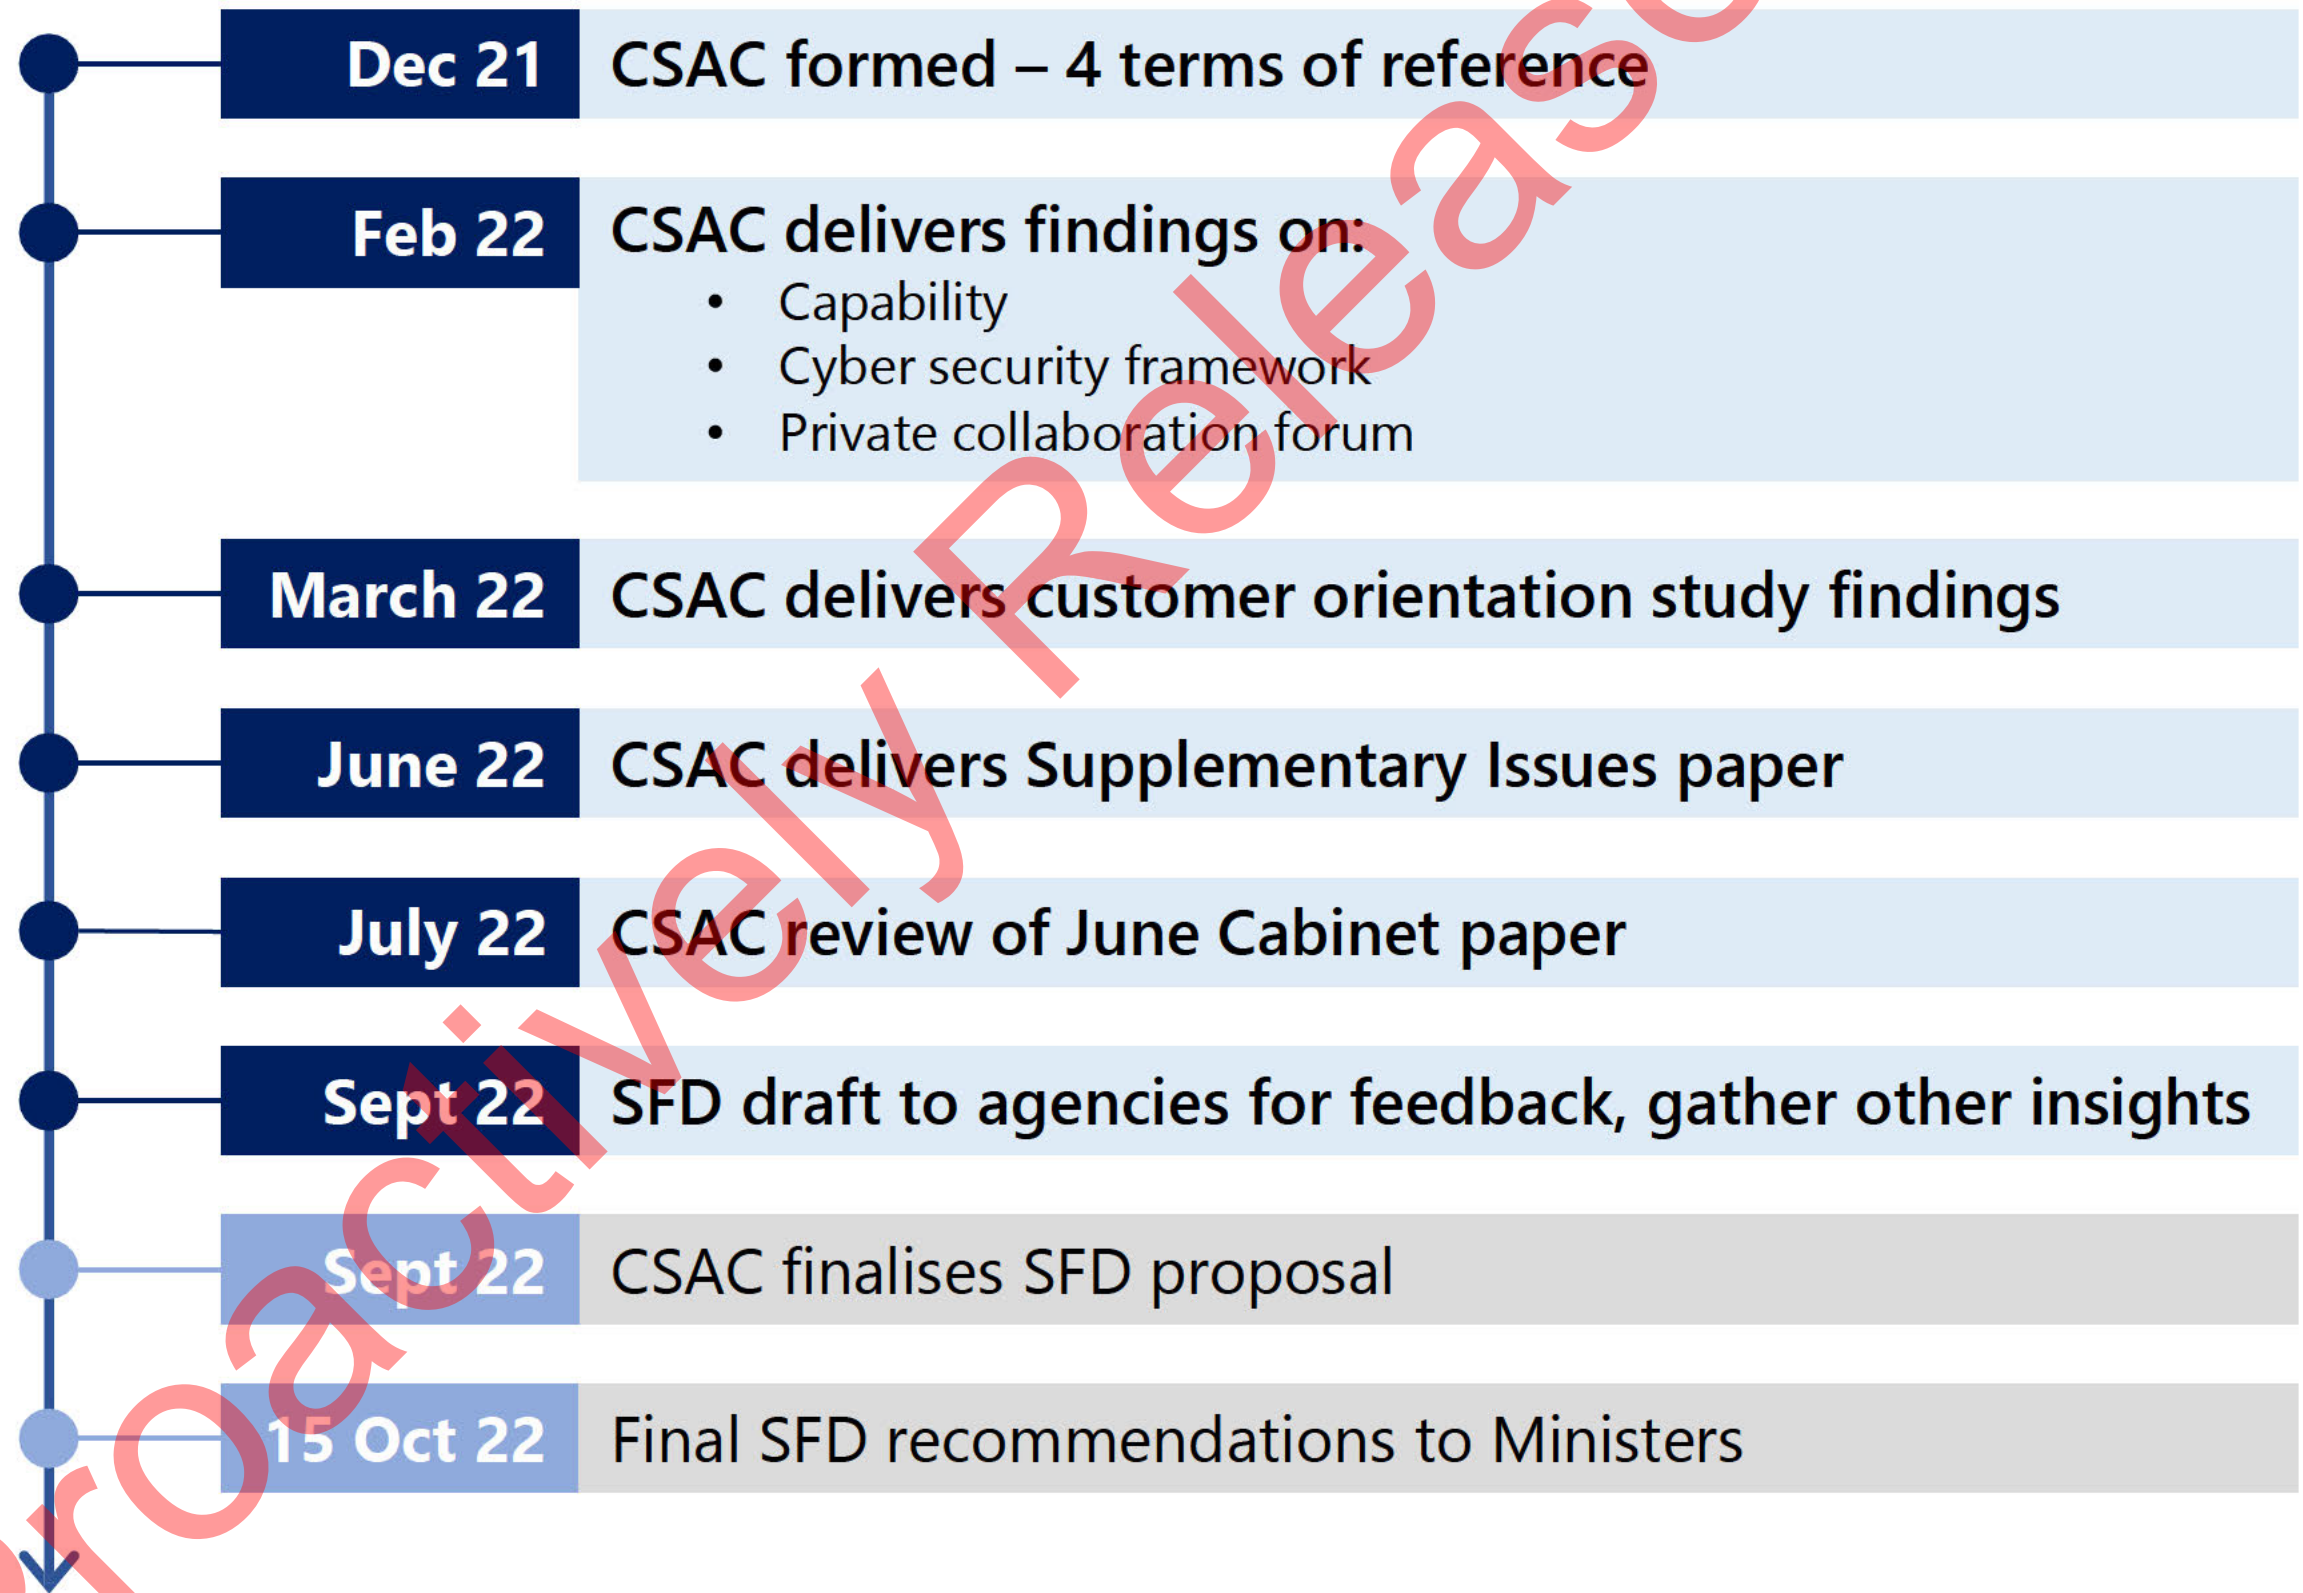 Dec 21 CSAC formed – 4 terms of reference
Feb 22 CSAC delivers findings on:
• Capability
• Cyber security framework
• Private collaboration forum
March 22 CSAC delivers customer orientation study findings
June 22 CSAC delivers Supplementary Issues paper
July 22 CSAC review of June Cabinet paper
Sept 22 SFD draft to agencies for feedback, gather other insights
Sept 22 CSAC finalises SFD proposal
15 Oct 22 Final SFD recommendations to Ministers
Proactively Release